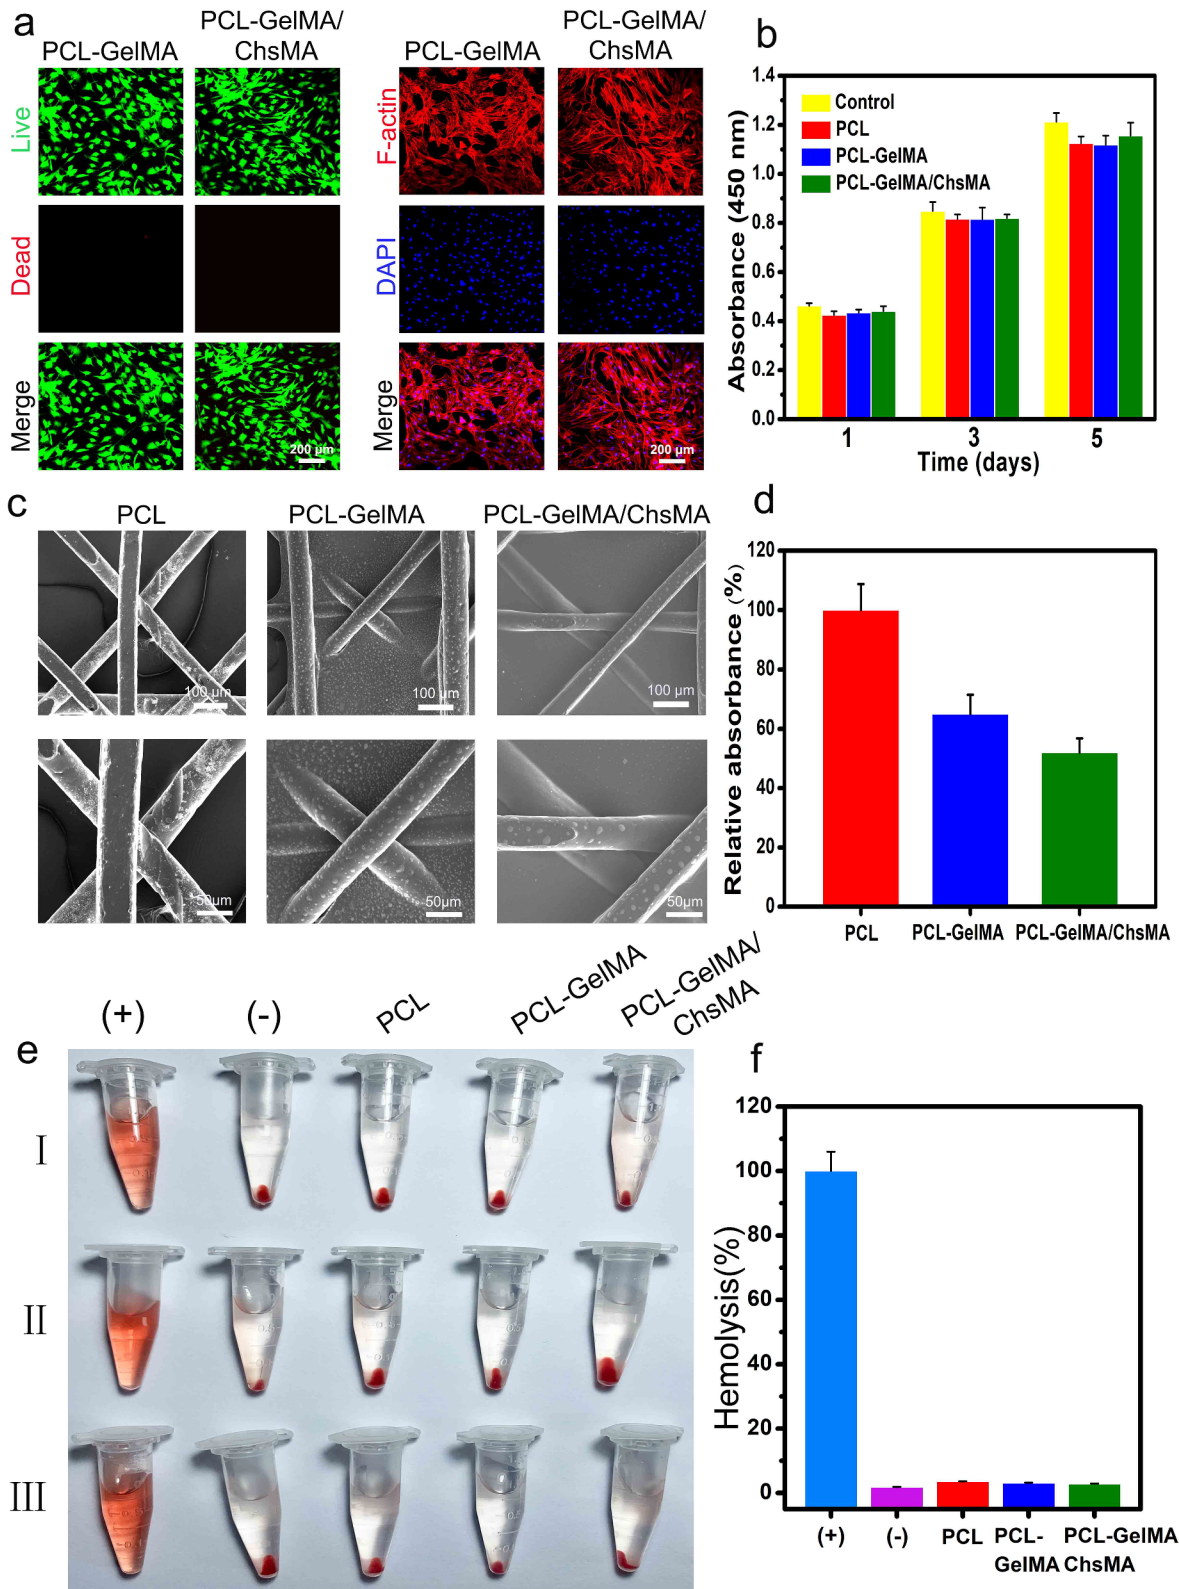 a
PCL-GelMA
PCL-GelMA/
ChsMA
PCL-GelMA
PCL-GelMA/
ChsMA
Live
Dead
Merge
200 μm
F-actin
DAPI
Merge
200 μm
b
Absorbance (450 nm)
1.4
1.2
1.0
0.8
0.6
0.4
0.2
0.0
Control
PCL
PCL-GelMA
PCL-GelMA/ChsMA
1
3
5
Time (days)
c
PCL
PCL-GelMA
PCL-GelMA/ChsMA
100 μm
100 μm
100 μm
50μm
50μm
50μm
d
Relative absorbance (%)
120
100
80
60
40
20
0
PCL
PCL-GelMA
PCL-GelMA/ChsMA
e
(+)
(-)
PCL
PCL-GelMA
PCL-GelMA/
ChsMA
I
II
III
f
Hemolysis(%)
120
100
80
60
40
20
0
(+)
(-)
PCL
PCL-
GelMA
PCL-GelMA
ChsMA